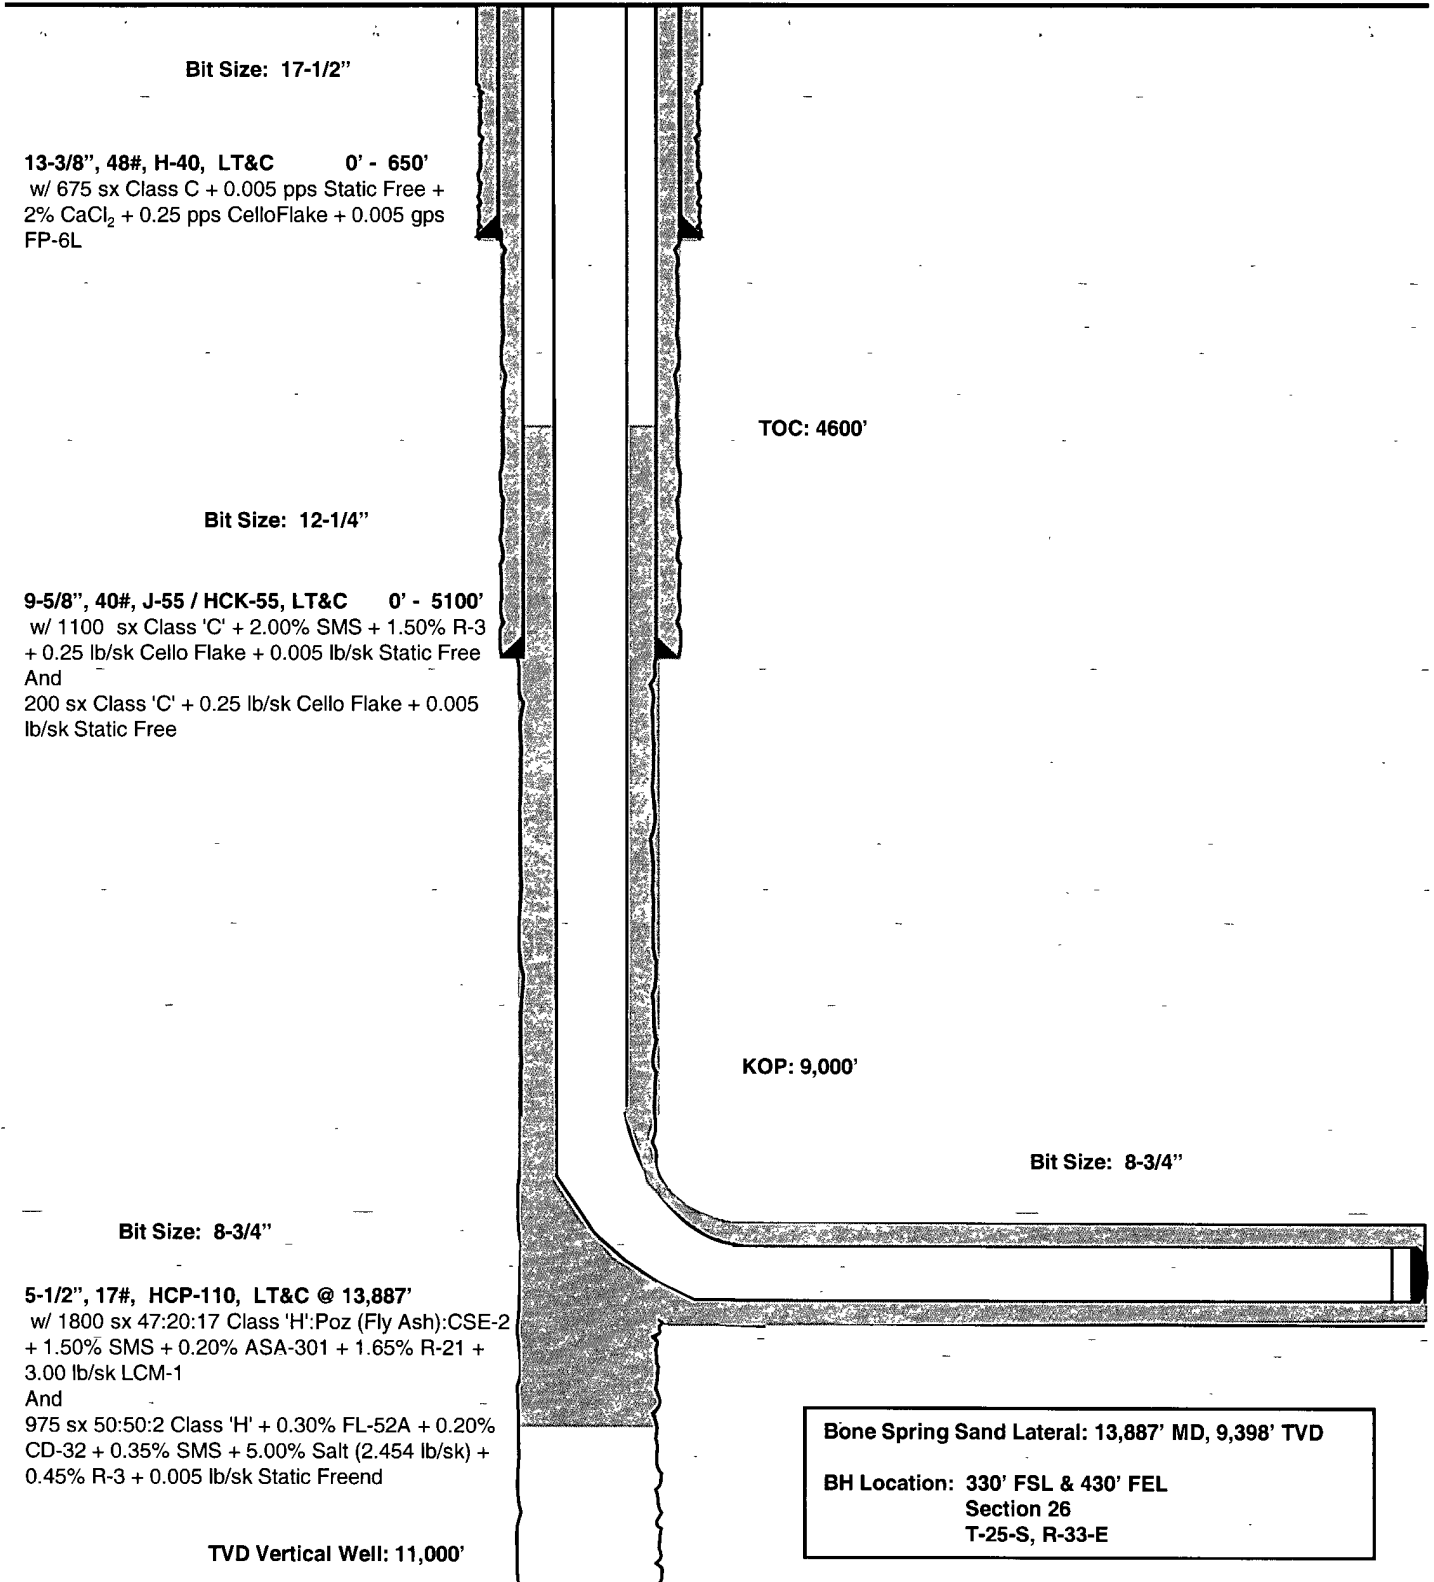 Bit Size: 17-1/2"
13-3/8", 48#, H-40, LT&C 0' - 650'
w/ 675 sx Class C + 0.005 pps Static Free +
2% CaCl₂ + 0.25 pps CelloFlake + 0.005 gps
FP-6L
TOC: 4600'
Bit Size: 12-1/4"
9-5/8", 40#, J-55 / HCK-55, LT&C 0' - 5100'
w/ 1100 sx Class 'C' + 2.00% SMS + 1.50% R-3
+ 0.25 lb/sk Cello Flake + 0.005 lb/sk Static Free
And
200 sx Class 'C' + 0.25 lb/sk Cello Flake + 0.005
lb/sk Static Free
KOP: 9,000'
Bit Size: 8-3/4"
Bit Size: 8-3/4"
5-1/2", 17#, HCP-110, LT&C @ 13,887'
w/ 1800 sx 47:20:17 Class 'H':Poz (Fly Ash):CSE-2
+ 1.50% SMS + 0.20% ASA-301 + 1.65% R-21 +
3.00 lb/sk LCM-1
And
975 sx 50:50:2 Class 'H' + 0.30% FL-52A + 0.20%
CD-32 + 0.35% SMS + 5.00% Salt (2.454 lb/sk) +
0.45% R-3 + 0.005 lb/sk Static Freend
TVD Vertical Well: 11,000'
Bone Spring Sand Lateral: 13,887' MD, 9,398' TVD
BH Location: 330' FSL & 430' FEL
Section 26
T-25-S, R-33-E